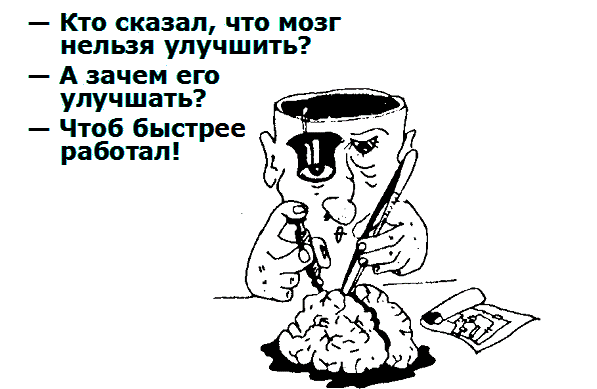 — Кто сказал, что мозг
нельзя улучшить?
— А зачем его
улучшать?
— Чтоб быстрее
работал!